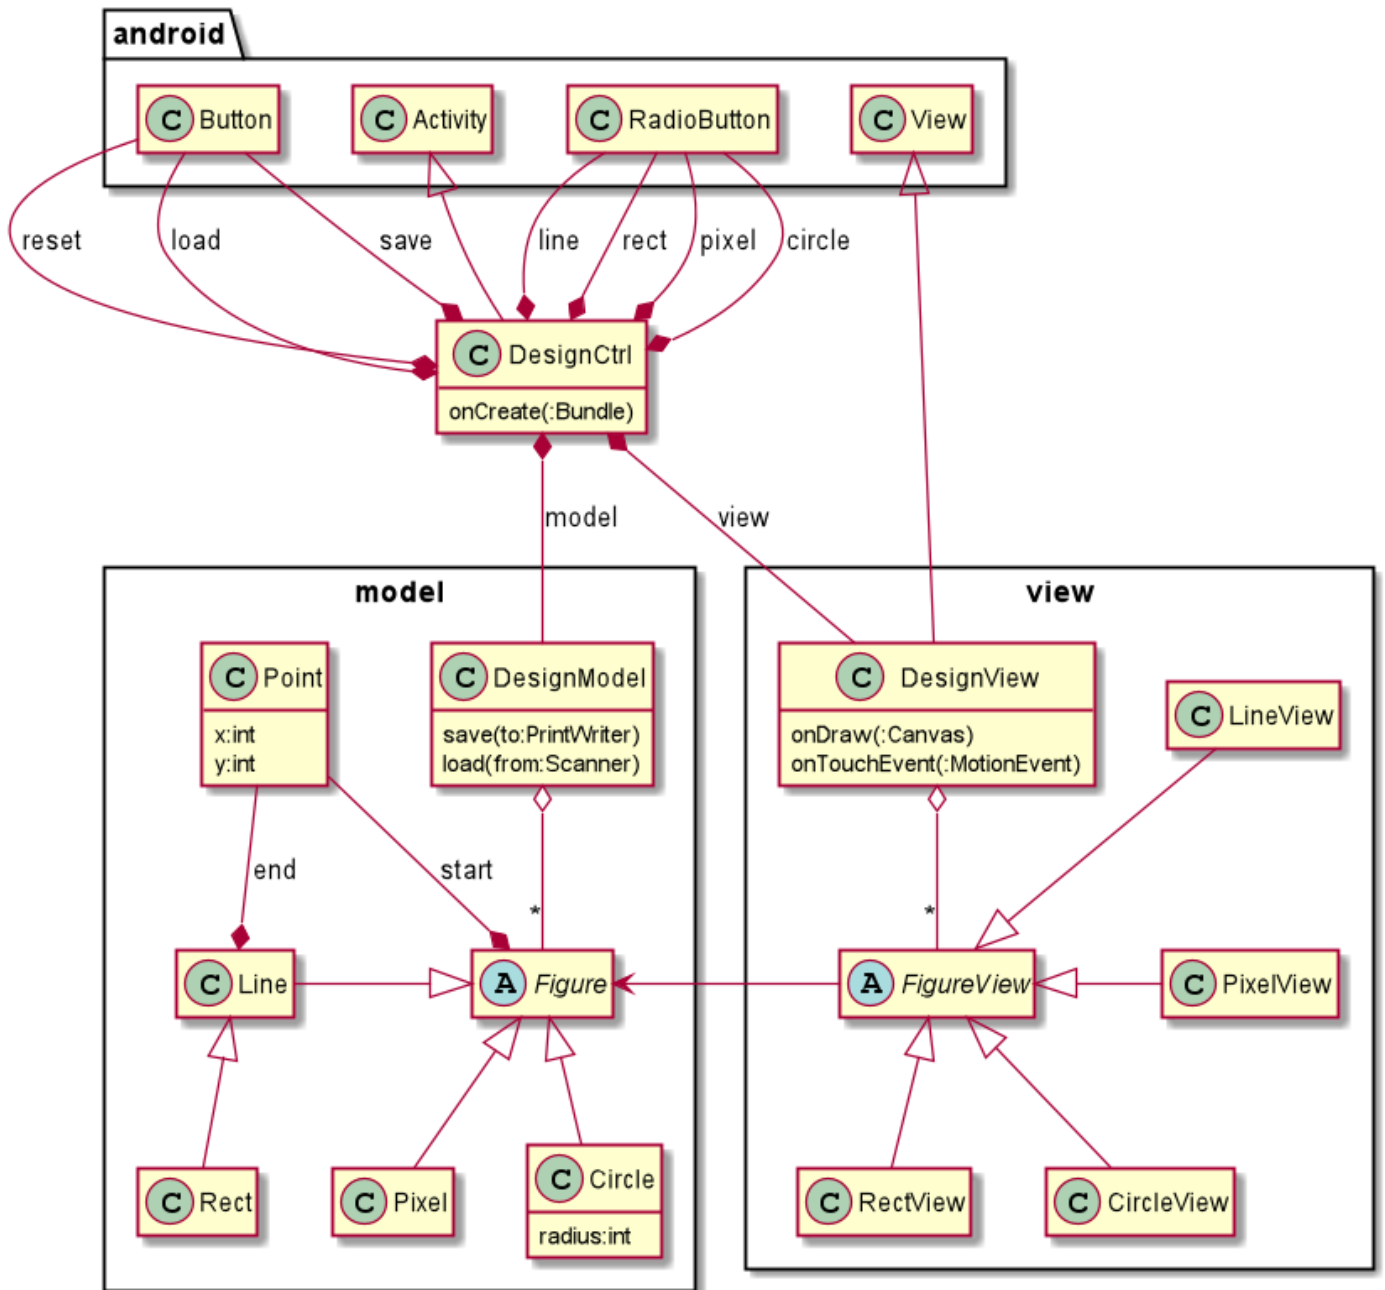 android
C Button
C Activity
C RadioButton
C View
reset
load
save
line
rect
pixel
circle
C DesignCtrl
onCreate(:Bundle)
model
view
model
view
C Point
x:int
y:int
C DesignModel
save(to:PrintWriter)
load(from:Scanner)
C DesignView
onDraw(:Canvas)
onTouchEvent(:MotionEvent)
C LineView
end
start
*
*
C Line
A Figure
A FigureView
C PixelView
C Rect
C Pixel
C Circle
radius:int
C RectView
C CircleView